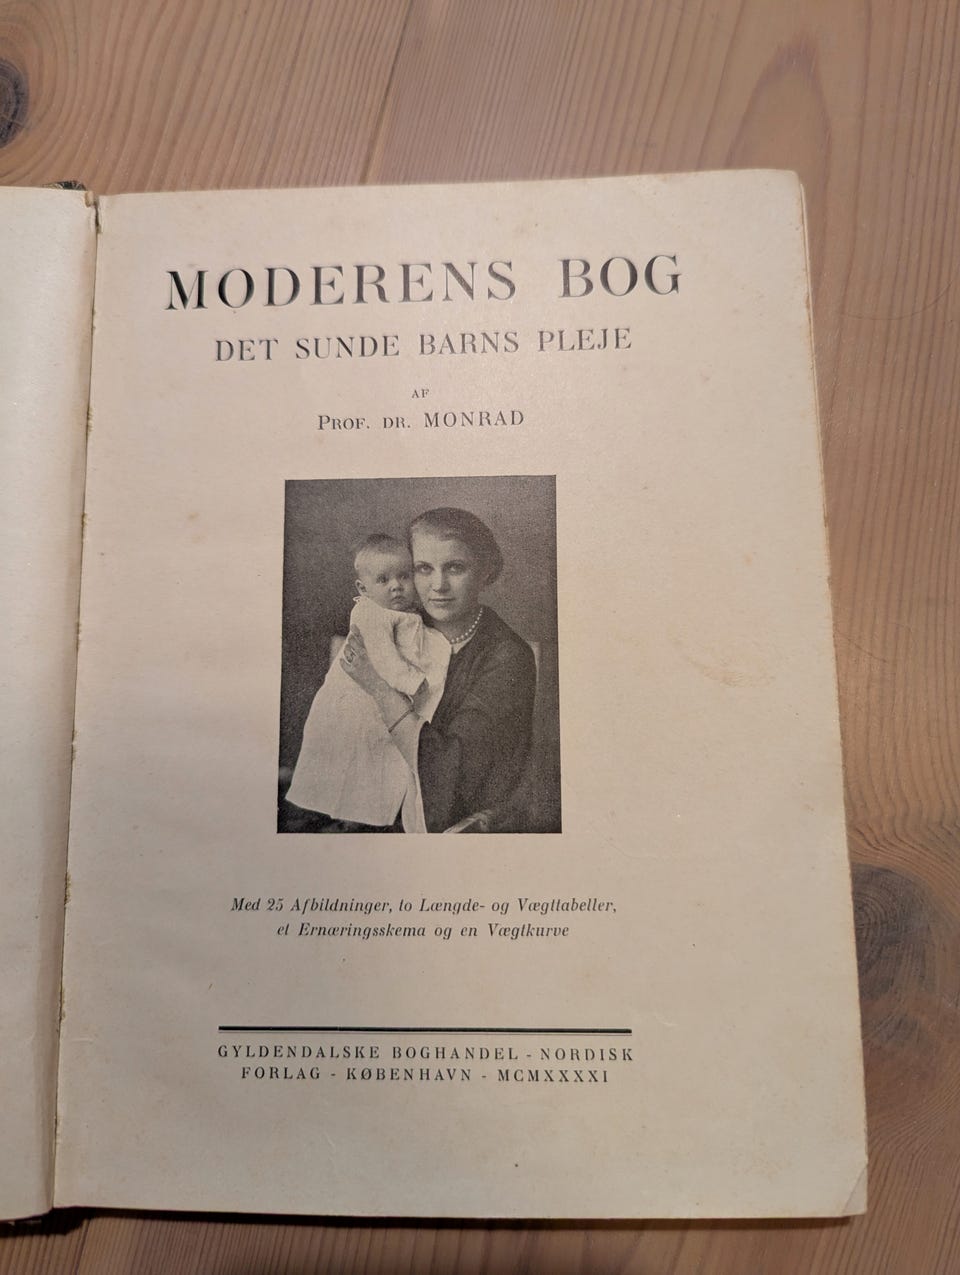 MODERENS BOG
DET SUNDE BARNS PLEJE
AF
PROF. DR. MONRAD
Med 25 Afbildninger, to Længde- og Vægttabeller,
et Ernæringsskema og en Vægtkurve
GYLDENDALSKE BOGHANDEL - NORDISK
FORLAG - KØBENHAVN - MCMXXXXI